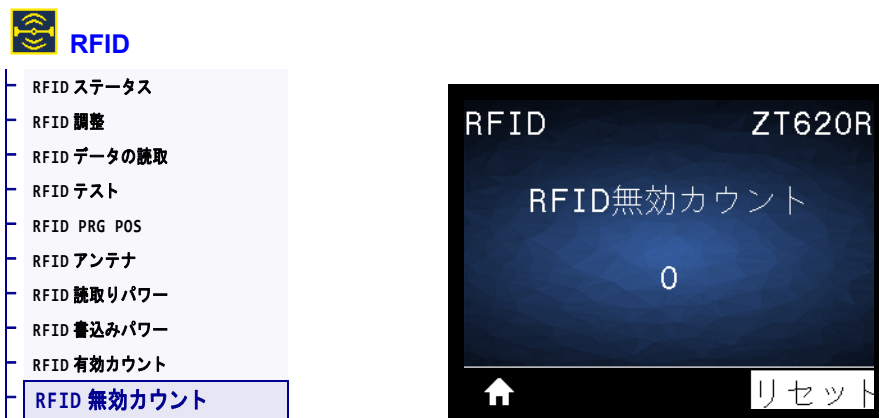 RFID
RFID ステータス
RFID 調整
RFID データの読取
RFID テスト
RFID PRG POS
RFID アンテナ
RFID 読取りパワー
RFID 書込みパワー
RFID 有効カウント
RFID 無効カウント
RFID ZT620R
RFID無効カウント
0
リセット